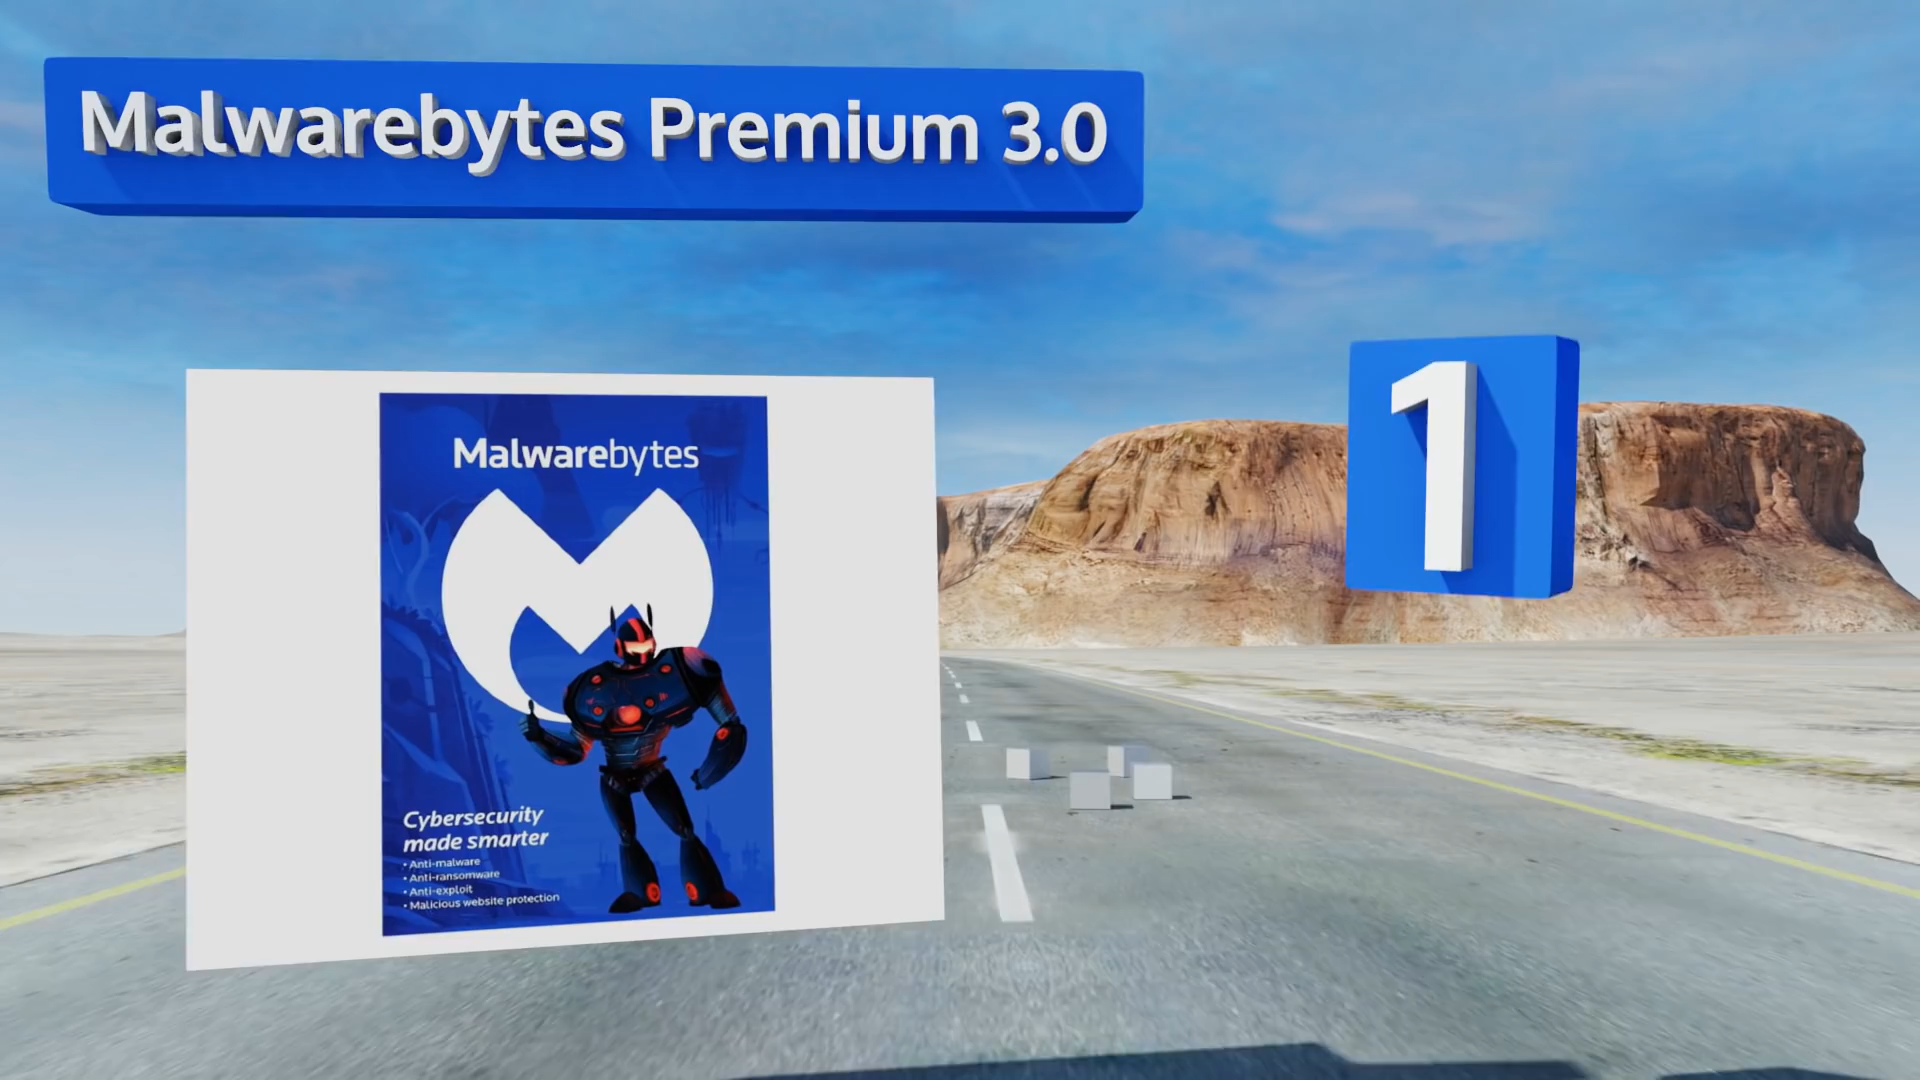 Malwarebytes Premium 3.0
1
Malwarebytes
Cybersecurity
made smarter
• Anti-malware
• Anti-ransomware
• Anti-exploit
• Malicious website protection